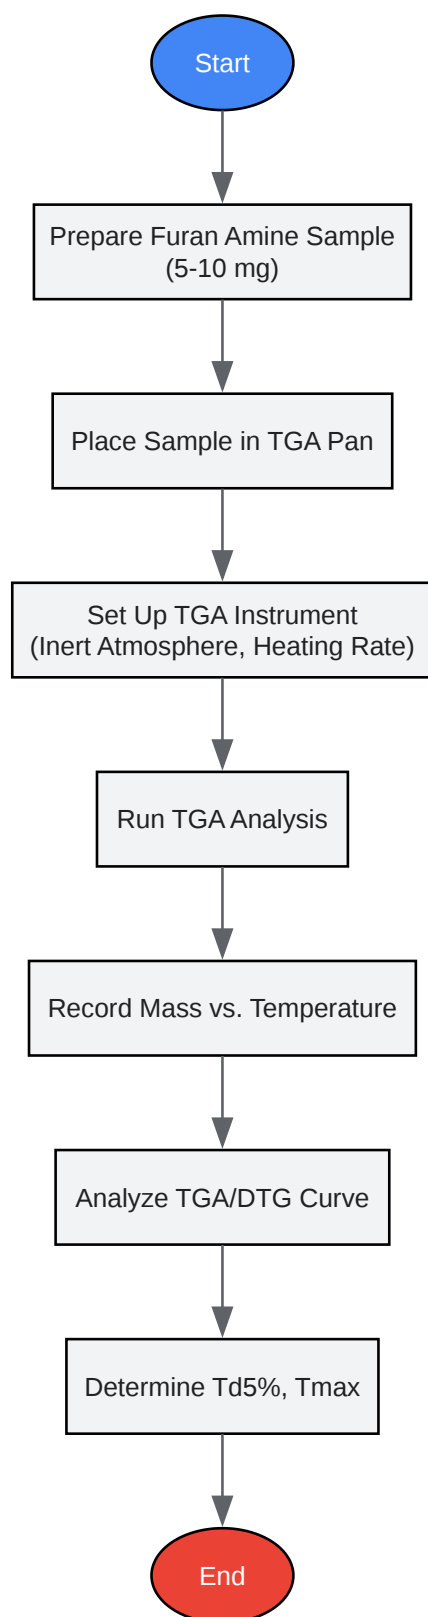 Start
Prepare Furan Amine Sample
(5-10 mg)
Place Sample in TGA Pan
Set Up TGA Instrument
(Inert Atmosphere, Heating Rate)
Run TGA Analysis
Record Mass vs. Temperature
Analyze TGA/DTG Curve
Determine Td5%, Tmax
End